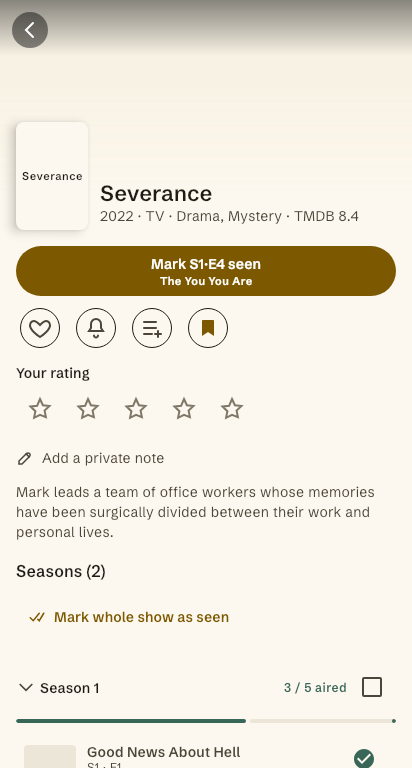 Severance
Severance
2022 · TV · Drama, Mystery · TMDB 8.4
Mark S1·E4 seen
The You You Are
Your rating
Add a private note
Mark leads a team of office workers whose memories
have been surgically divided between their work and
personal lives.
Seasons (2)
Mark whole show as seen
Season 1
3 / 5 aired
Good News About Hell
S1 · E1